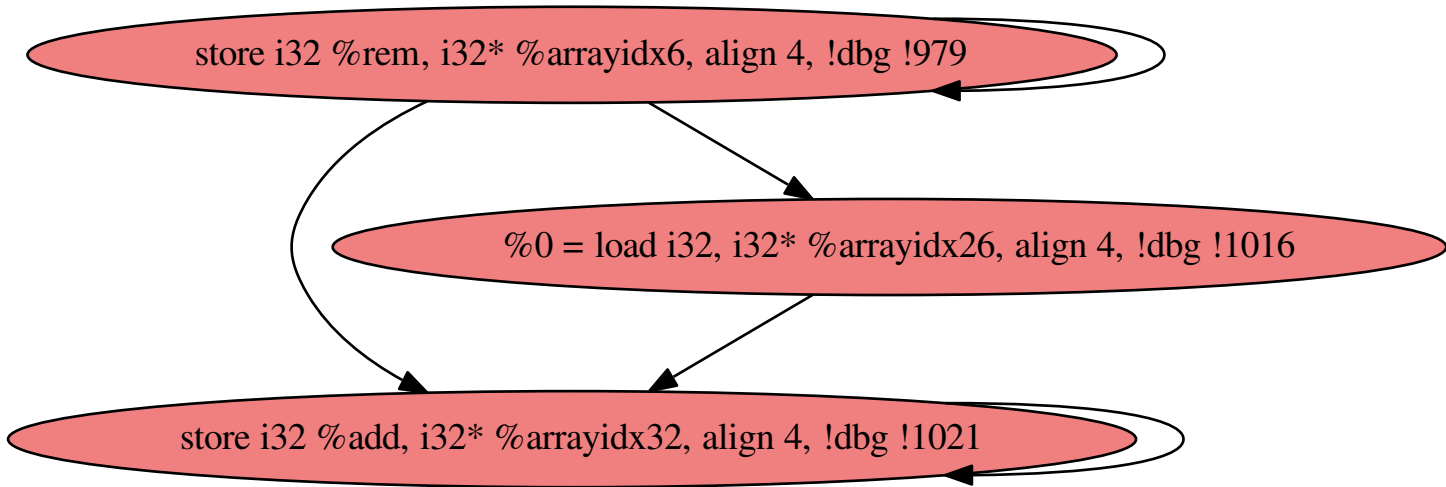 store i32 %rem, i32* %arrayidx6, align 4, !dbg !979
%0 = load i32, i32* %arrayidx26, align 4, !dbg !1016
store i32 %add, i32* %arrayidx32, align 4, !dbg !1021